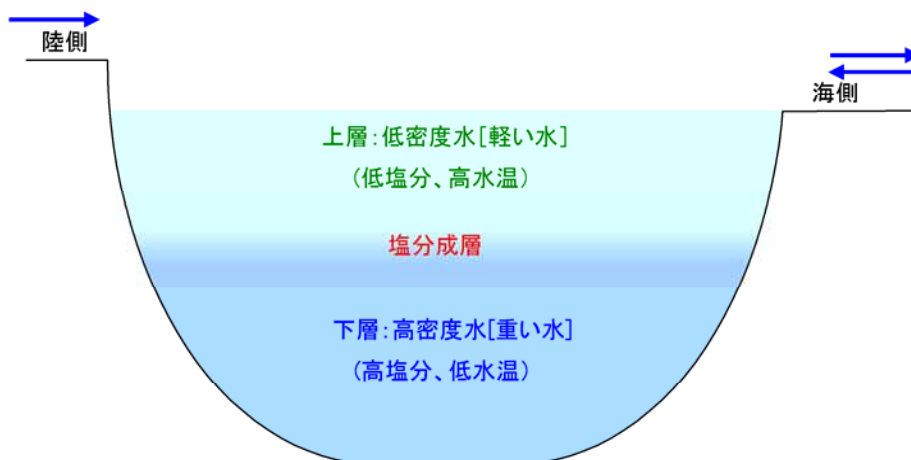 陸側
海側
上層:低密度水[軽い水]
(低塩分、高水温)
塩分成層
下層:高密度水[重い水]
(高塩分、低水温)